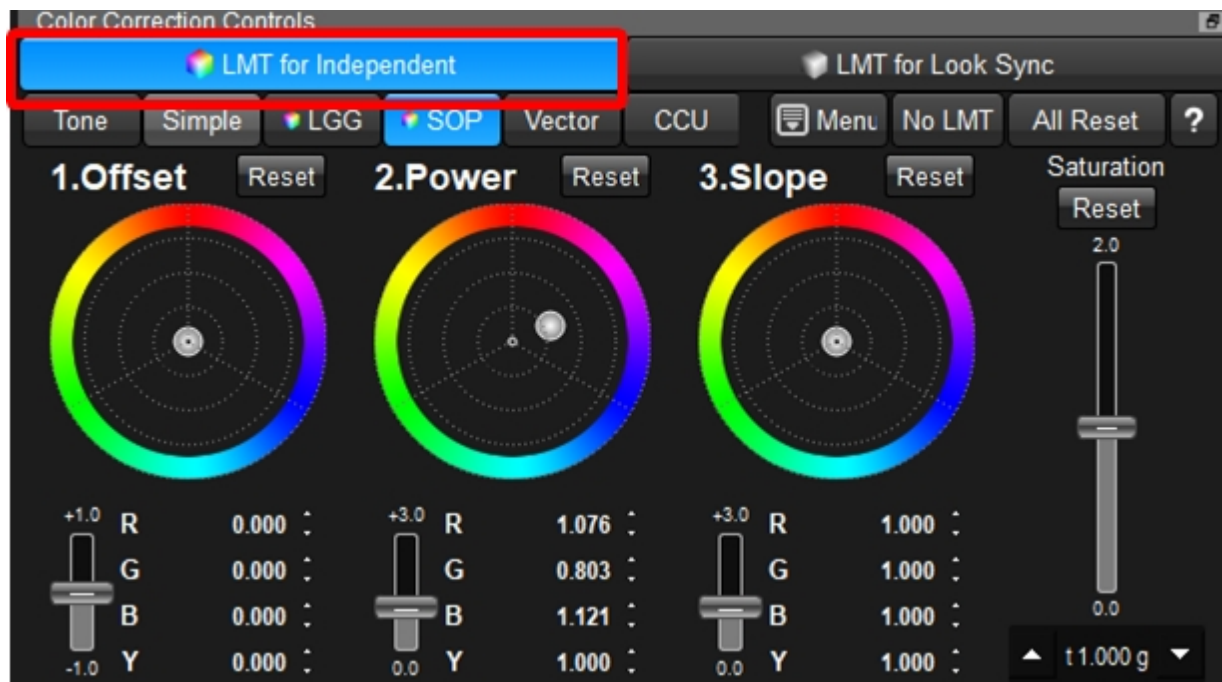 Color Correction Controls
LMT for Independent
LMT for Look Sync
Tone Simple LGG SOP Vector CCU Menu No LMT All Reset ?
1.Offset Reset 2.Power Reset 3.Slope Reset Saturation
Reset
2.0
+1.0 R 0.000 +3.0 R 1.076 +3.0 R 1.000
G 0.000 G 0.803 G 1.000
B 0.000 B 1.121 B 1.000 0.0
-1.0 Y 0.000 0.0 Y 1.000 0.0 Y 1.000 t 1.000 g